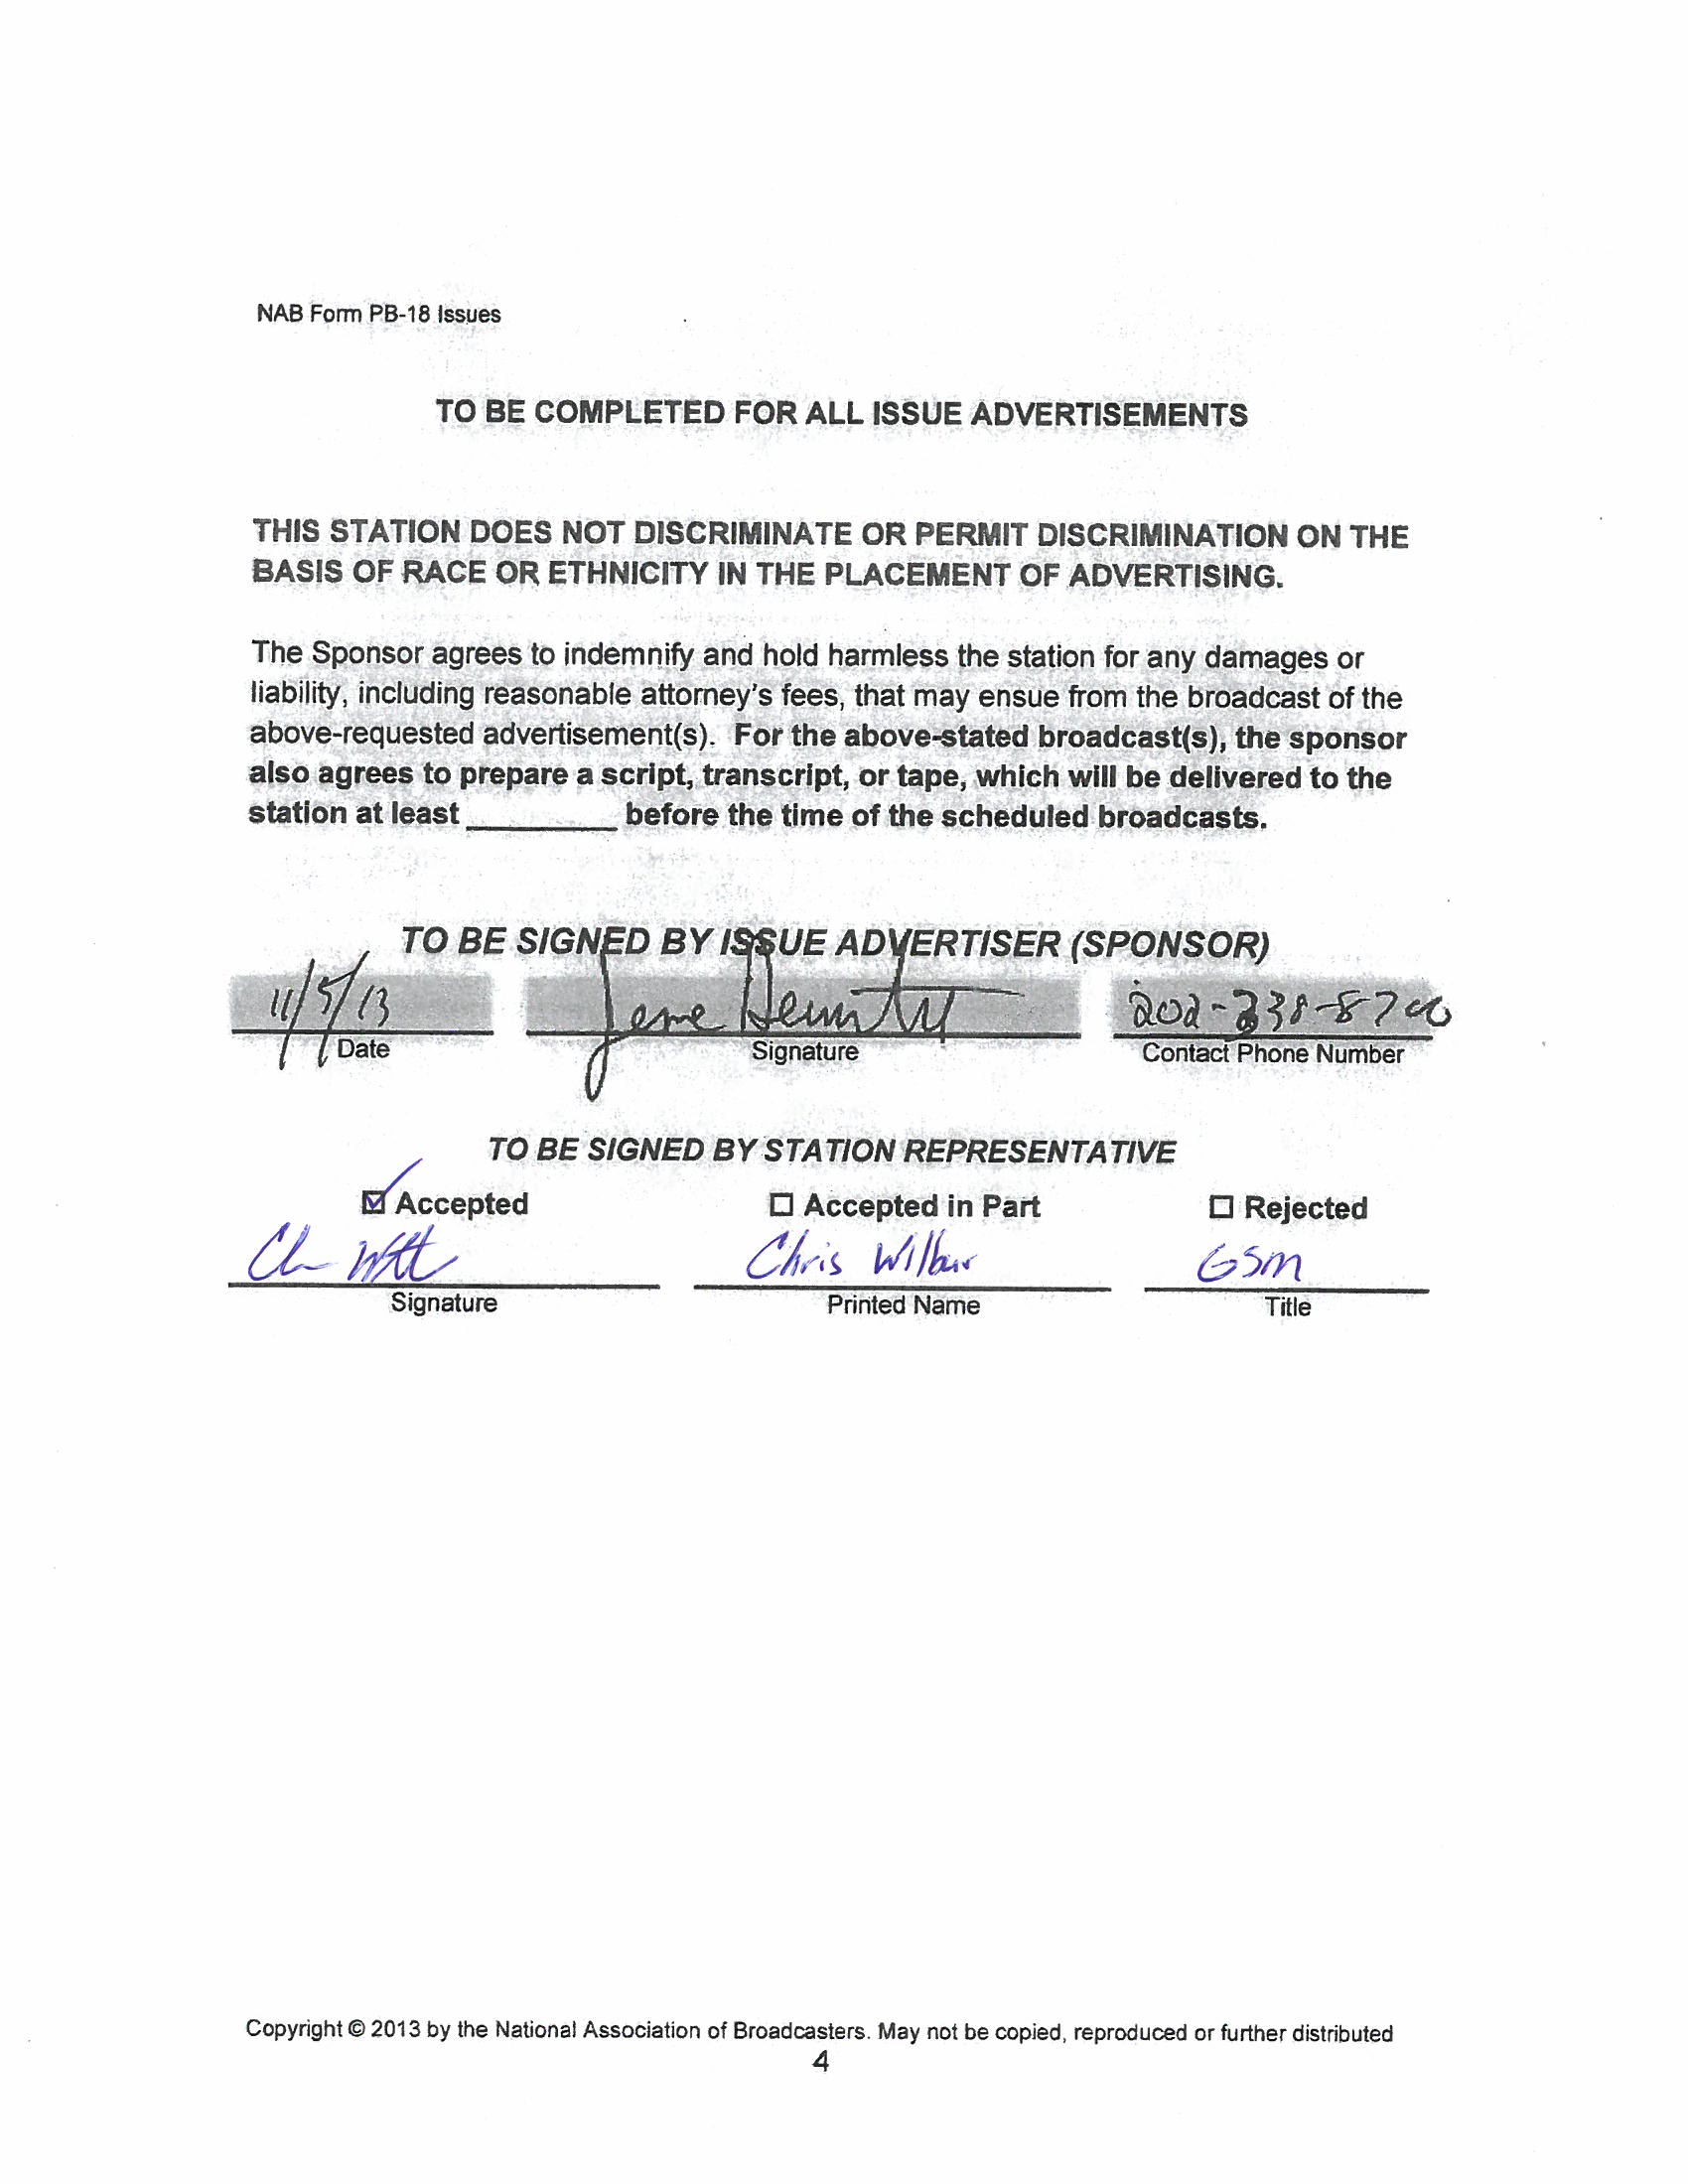 NAB Form PB-18 Issues
TO BE COMPLETED FOR ALL ISSUE ADVERTISEMENTS
THIS STATION DOES NOT DISCRIMINATE OR PERMIT DISCRIMINATION ON THE
BASIS OF RACE OR ETHNICITY IN THE PLACEMENT OF ADVERTISING.
The Sponsor agrees to indemnify and hold harmless the station for any damages or
liability, including reasonable attorney's fees, that may ensue from the broadcast of the
above-requested advertisement(s). For the above-stated broadcast(s), the sponsor
also agrees to prepare a script, transcript, or tape, which will be delivered to the
station at least _________ before the time of the scheduled broadcasts.
TO BE SIGNED BY ISSUE ADVERTISER (SPONSOR)
11/5/13 202-338-8700
Date Signature Contact Phone Number
TO BE SIGNED BY STATION REPRESENTATIVE
☑ Accepted ☐ Accepted in Part ☐ Rejected
Chris Wilbur GSM
Signature Printed Name Title
Copyright © 2013 by the National Association of Broadcasters. May not be copied, reproduced or further distributed
4